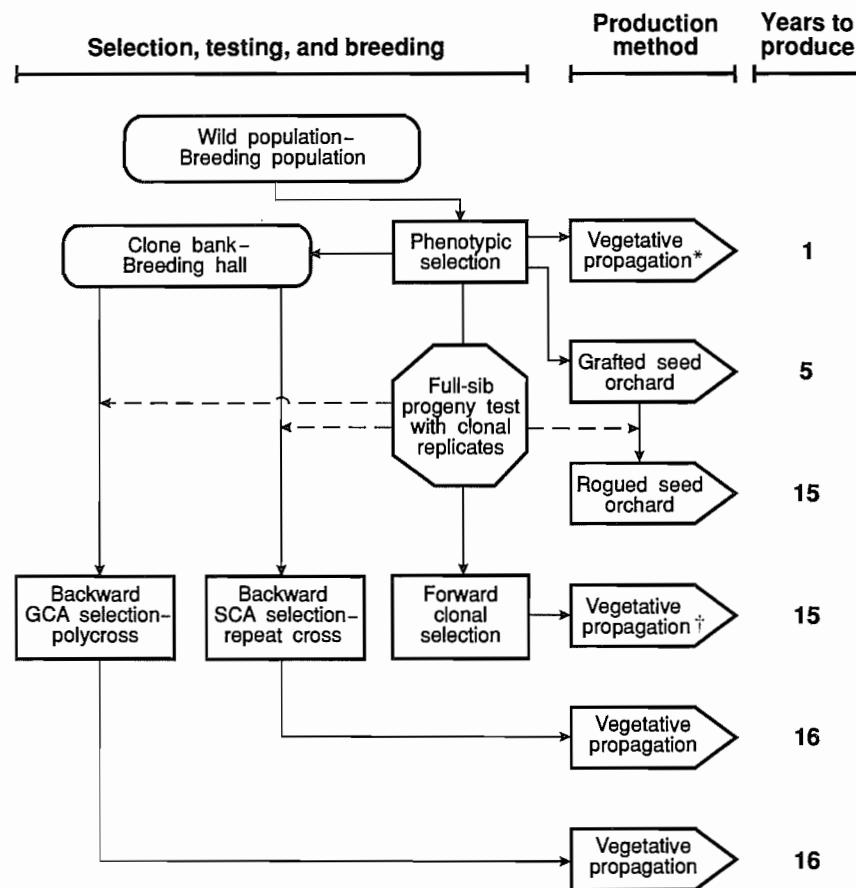 Selection, testing, and breeding
Production
method
Years to
produce
Wild population–
Breeding population
Clone bank–
Breeding hall
Phenotypic
selection
Vegetative
propagation*
1
Full-sib
progeny test
with clonal
replicates
Grafted seed
orchard
5
Rogued seed
orchard
15
Backward
GCA selection–
polycross
Backward
SCA selection–
repeat cross
Forward
clonal
selection
Vegetative
propagation†
15
Vegetative
propagation
16
Vegetative
propagation
16